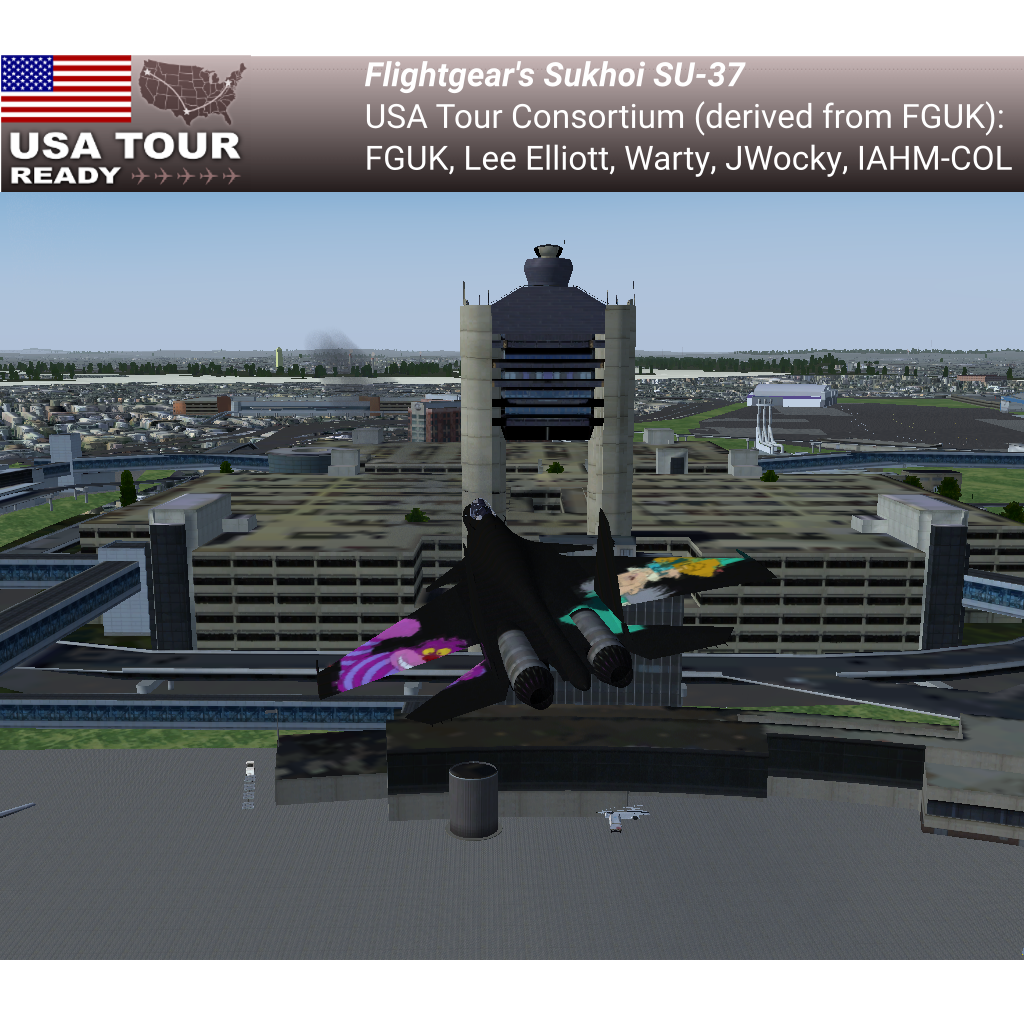 Flightgear's Sukhoi SU-37
USA Tour Consortium (derived from FGUK):
FGUK, Lee Elliott, Warty, JWocky, IAHM-COL
USA TOUR
READY